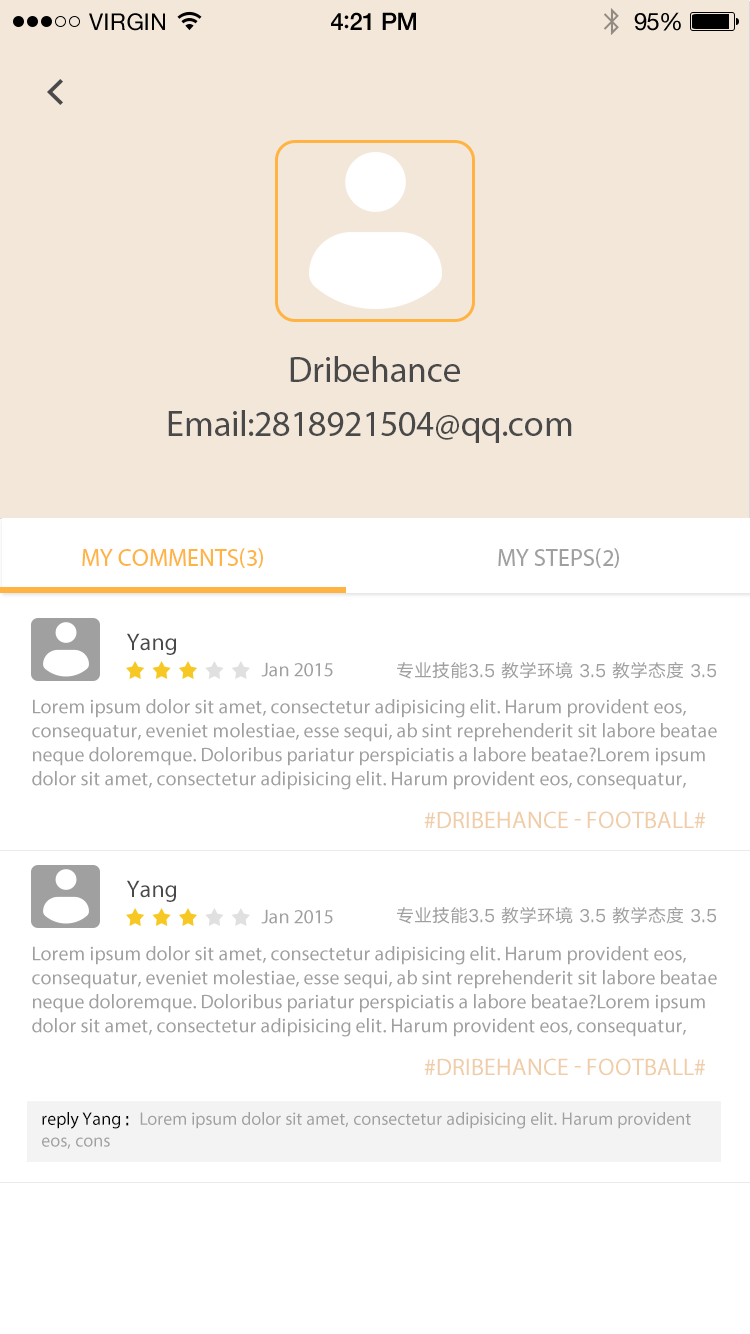 VIRGIN 4:21 PM 95%
Dribehance
Email:2818921504@qq.com
MY COMMENTS(3) MY STEPS(2)
Yang
Jan 2015 专业技能3.5 教学环境 3.5 教学态度 3.5
Lorem ipsum dolor sit amet, consectetur adipisicing elit. Harum provident eos,
consequatur, eveniet molestiae, esse sequi, ab sint reprehenderit sit labore beatae
neque doloremque. Doloribus pariatur perspiciatis a labore beatae?Lorem ipsum
dolor sit amet, consectetur adipisicing elit. Harum provident eos, consequatur,
#DRIBEHANCE - FOOTBALL#
Yang
Jan 2015 专业技能3.5 教学环境 3.5 教学态度 3.5
Lorem ipsum dolor sit amet, consectetur adipisicing elit. Harum provident eos,
consequatur, eveniet molestiae, esse sequi, ab sint reprehenderit sit labore beatae
neque doloremque. Doloribus pariatur perspiciatis a labore beatae?Lorem ipsum
dolor sit amet, consectetur adipisicing elit. Harum provident eos, consequatur,
#DRIBEHANCE - FOOTBALL#
reply Yang : Lorem ipsum dolor sit amet, consectetur adipisicing elit. Harum provident
eos, cons